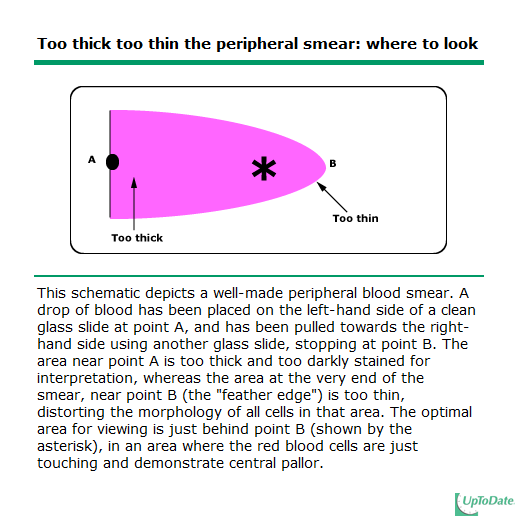 Too thick too thin the peripheral smear: where to look
A
*
B
Too thin
Too thick
This schematic depicts a well-made peripheral blood smear. A
drop of blood has been placed on the left-hand side of a clean
glass slide at point A, and has been pulled towards the right-
hand side using another glass slide, stopping at point B. The
area near point A is too thick and too darkly stained for
interpretation, whereas the area at the very end of the
smear, near point B (the "feather edge") is too thin,
distorting the morphology of all cells in that area. The optimal
area for viewing is just behind point B (shown by the
asterisk), in an area where the red blood cells are just
touching and demonstrate central pallor.
UpToDate